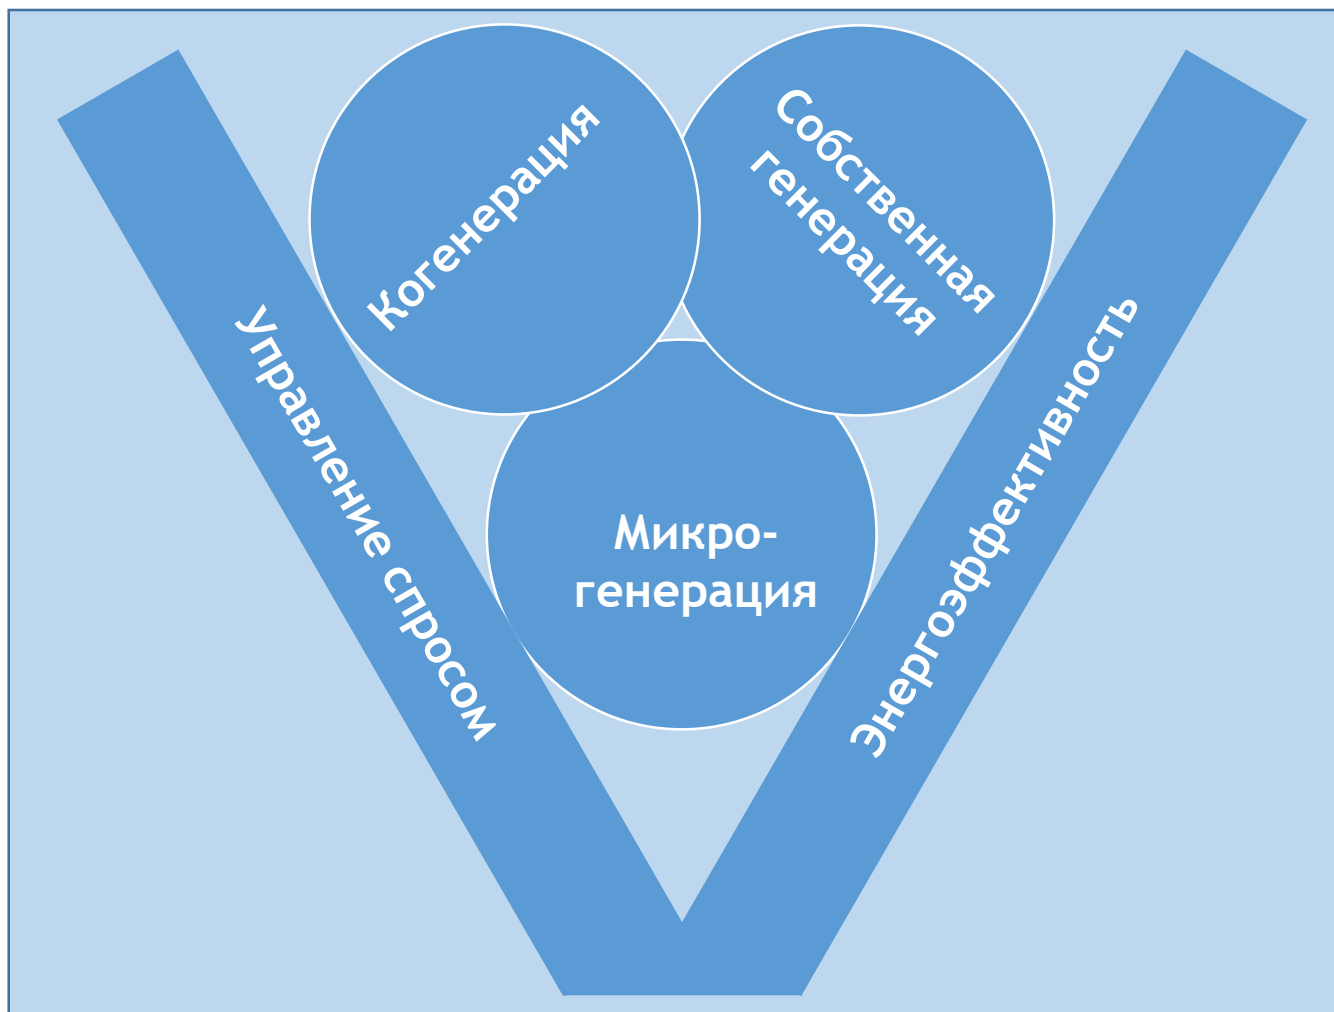 Когенерация
Собственная
генерация
Управление спросом
Микро-
генерация
Энергоэффективность